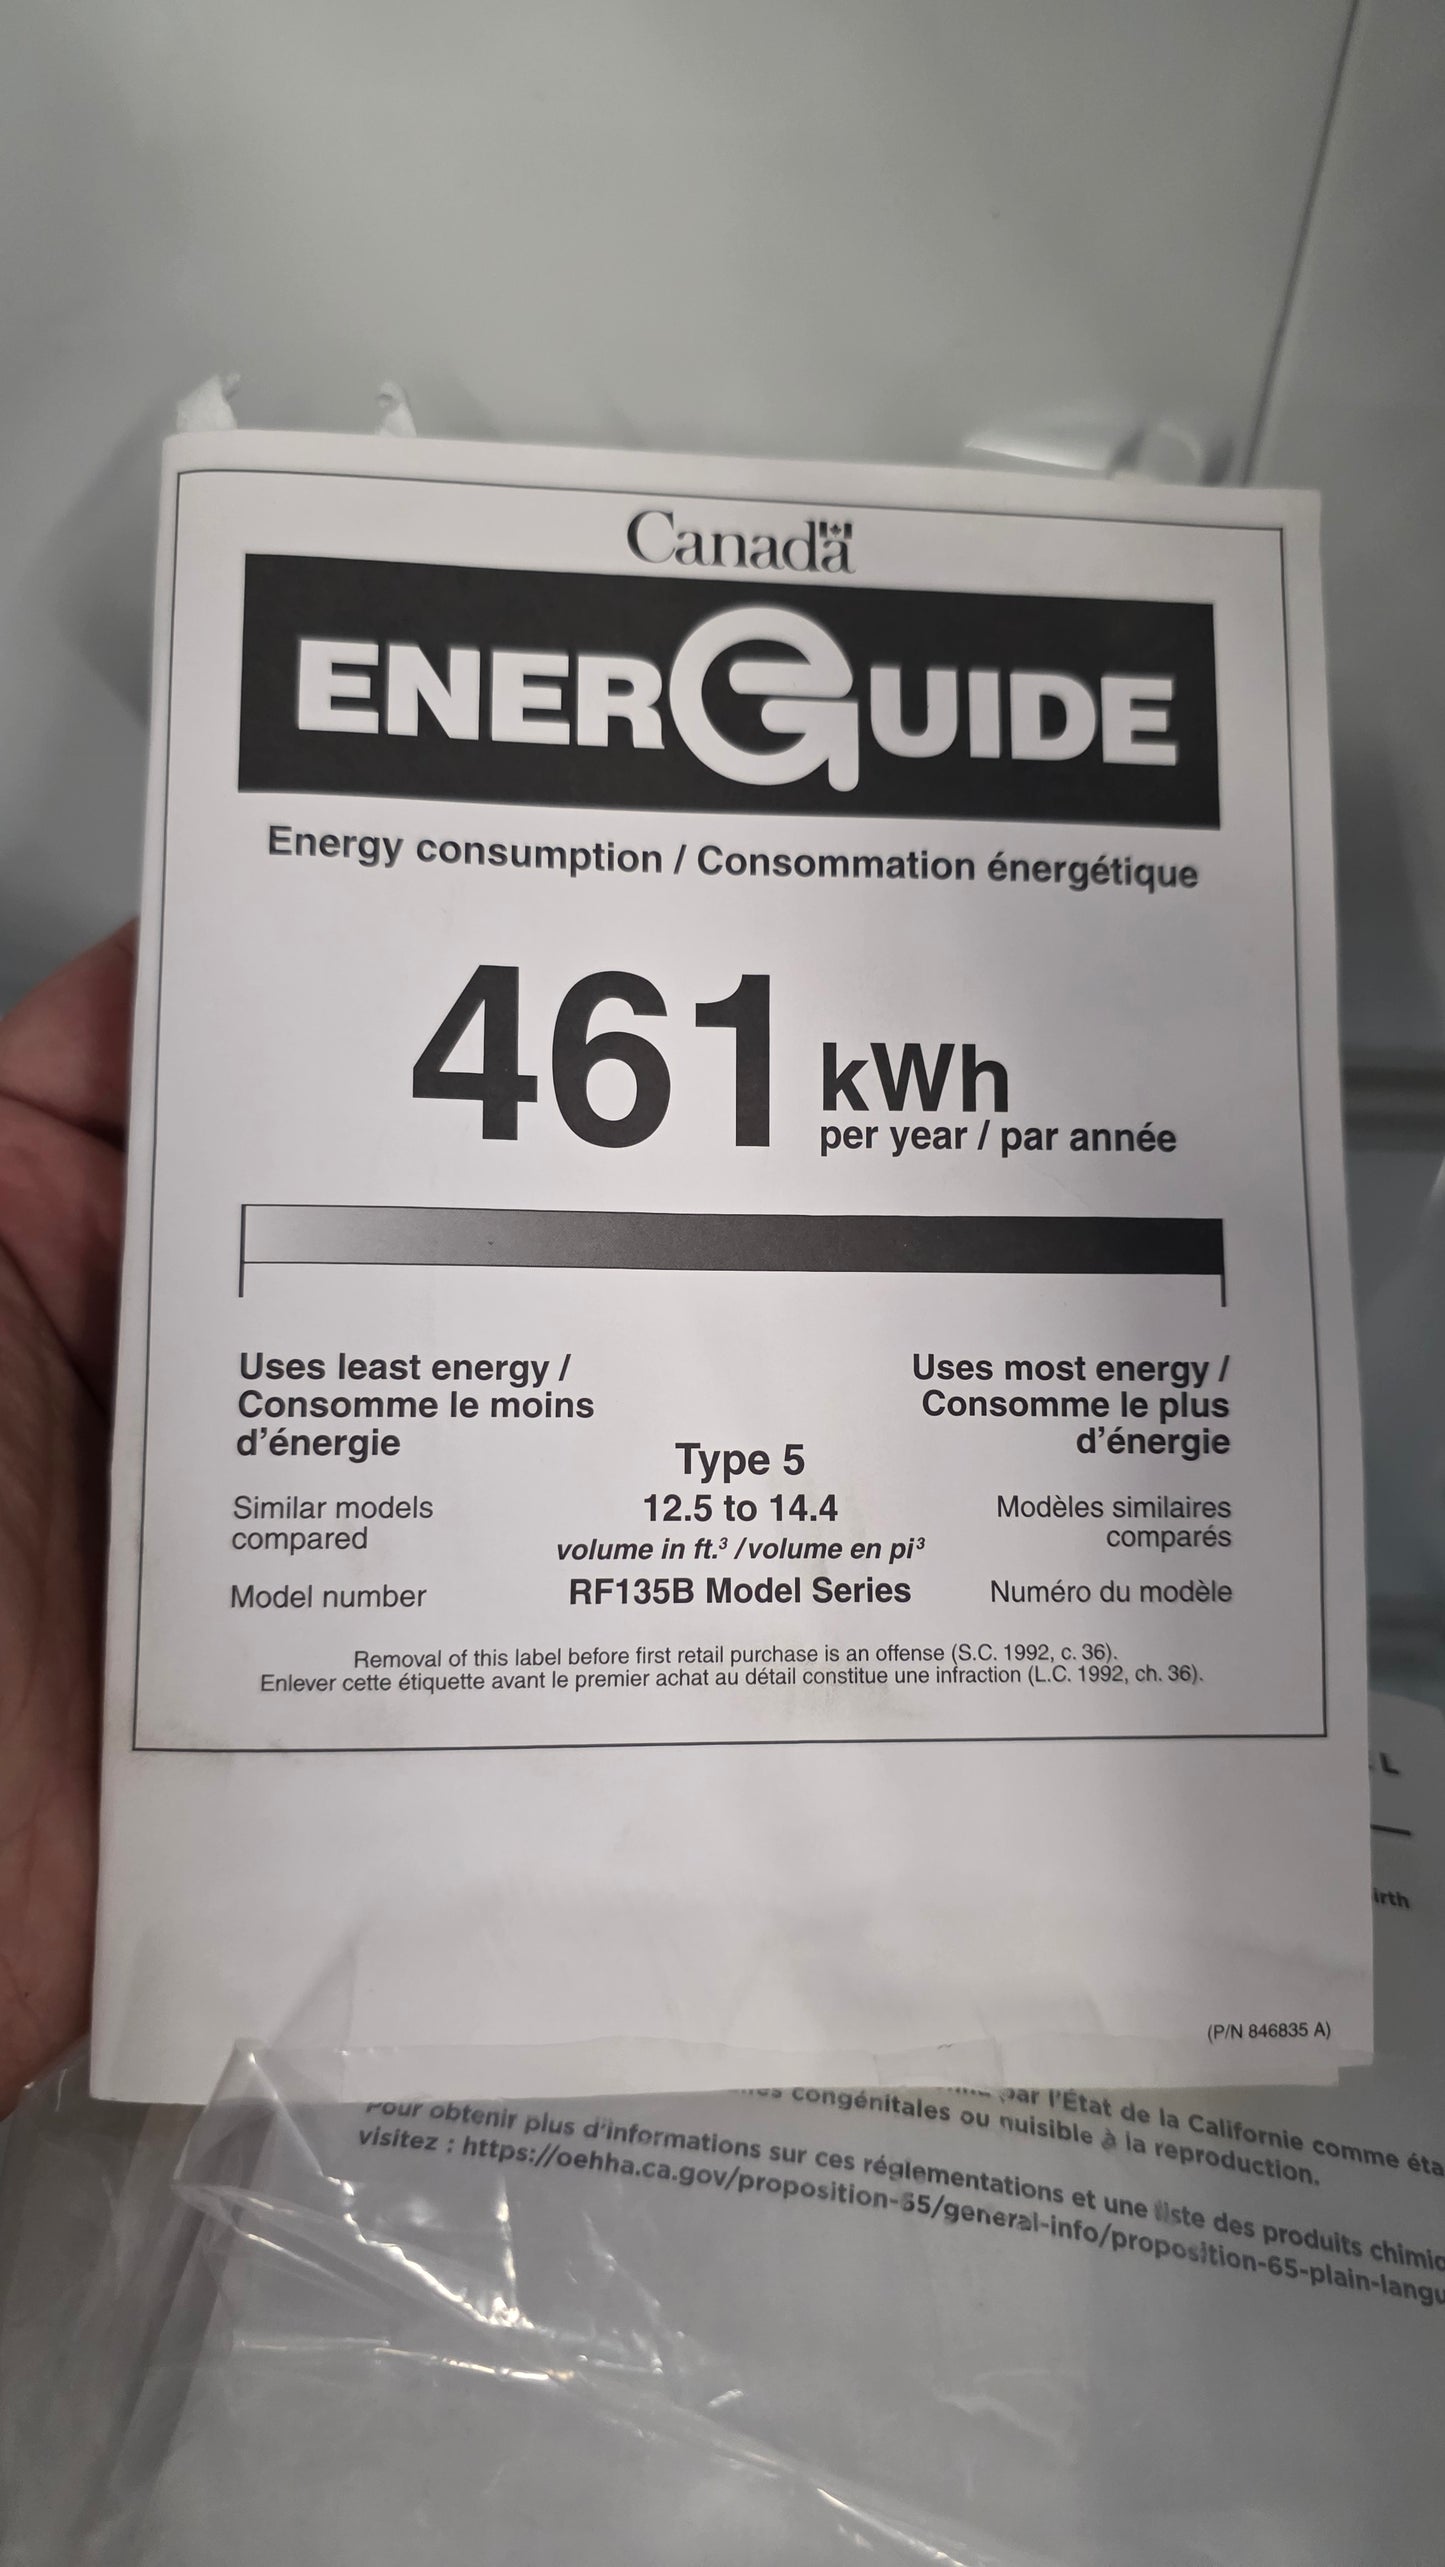 Canada
ENERGUIDE
Energy consumption / Consommation énergétique
461 kWh
per year / par année
Uses least energy /
Consomme le moins
d'énergie
Uses most energy /
Consomme le plus
d'énergie
Type 5
Similar models
compared
12.5 to 14.4
volume in ft.³ / volume en pi³
Modèles similaires
comparés
Model number
RF135B Model Series
Numéro du modèle
Removal of this label before first retail purchase is an offense (S.C. 1992, c. 36).
Enlever cette étiquette avant le premier achat au détail constitue une infraction (L.C. 1992, ch. 36).
L
irth
(P/N 846835 A)
par l'État de la Californie comme éta
congénitales ou nuisible à la reproduction.
Pour obtenir plus d'informations sur ces réglementations et une liste des produits chimic
visitez : https://oehha.ca.gov/proposition-65/general-info/proposition-65-plain-langu